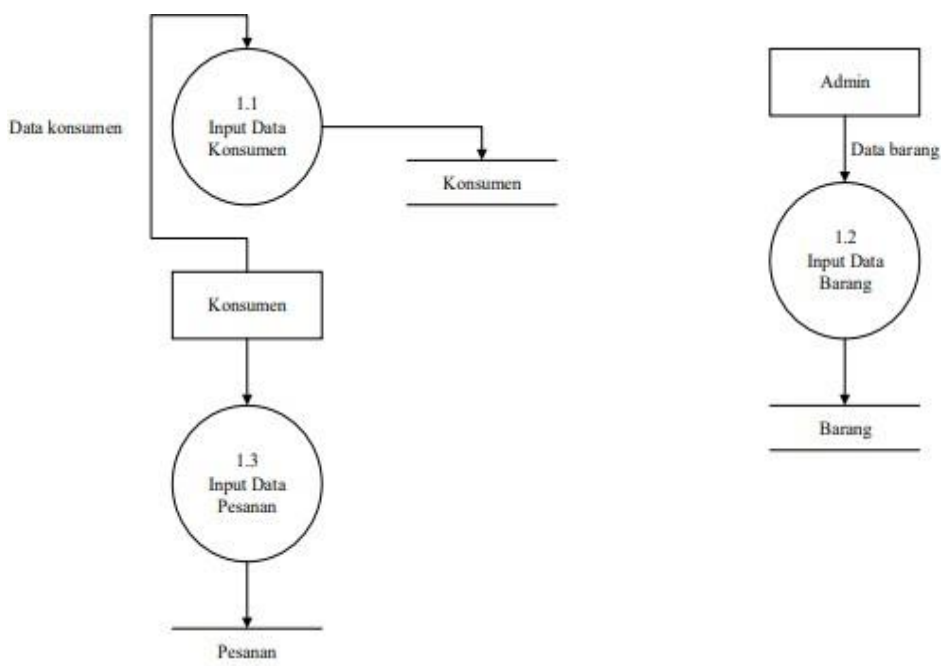 Data konsumen
1.1
Input Data
Konsumen
Konsumen
Admin
Data barang
1.2
Input Data
Barang
Barang
Konsumen
1.3
Input Data
Pesanan
Pesanan